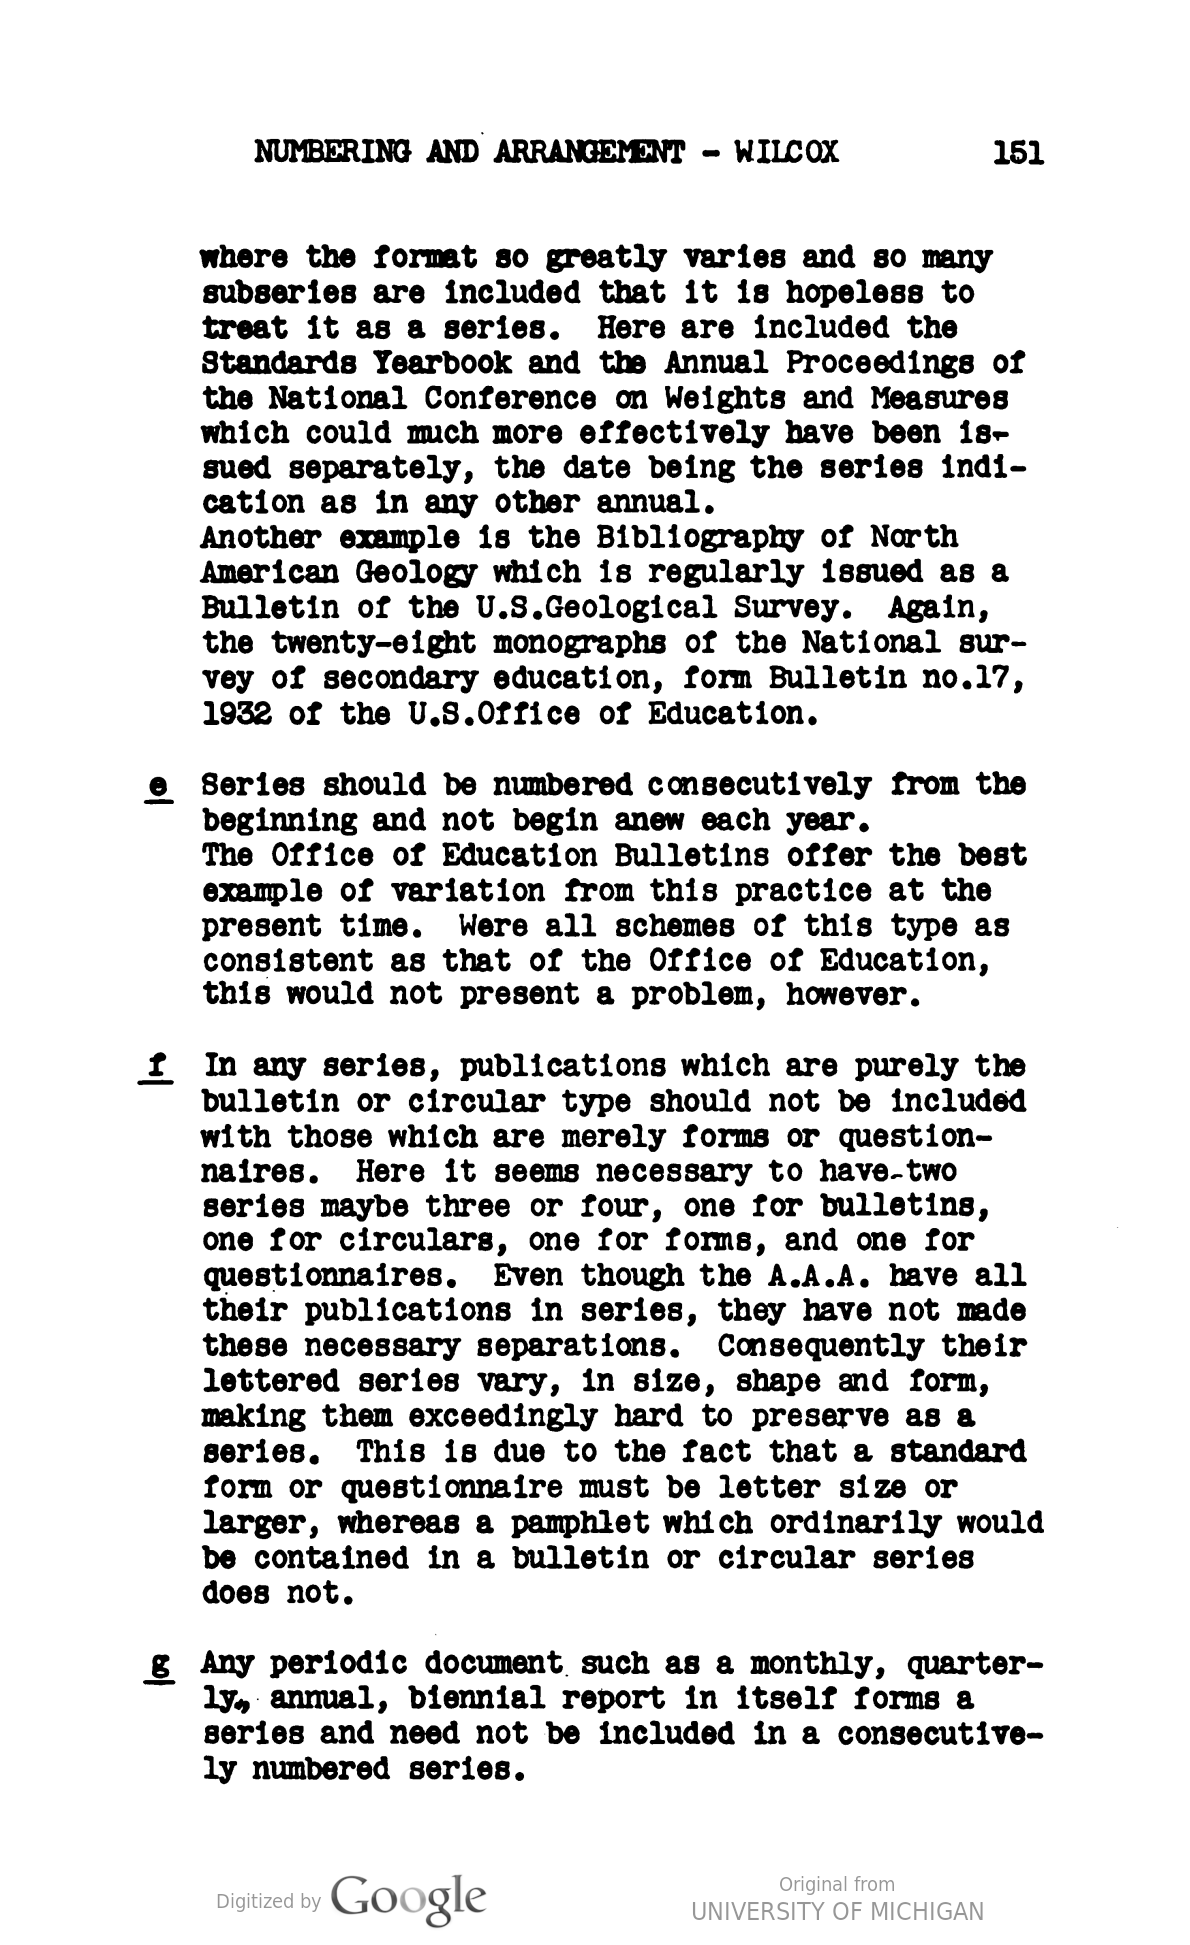 NUMBERING AND ARRANGEMENT - WILCOX 151
where the format so greatly varies and so many
subseries are included that it is hopeless to
treat it as a series. Here are included the
Standards Yearbook and the Annual Proceedings of
the National Conference on Weights and Measures
which could much more effectively have been is-
sued separately, the date being the series indi-
cation as in any other annual.
Another example is the Bibliography of North
American Geology which is regularly issued as a
Bulletin of the U.S.Geological Survey. Again,
the twenty-eight monographs of the National sur-
vey of secondary education, form Bulletin no.17,
1932 of the U.S.Office of Education.
e Series should be numbered consecutively from the
beginning and not begin anew each year.
The Office of Education Bulletins offer the best
example of variation from this practice at the
present time. Were all schemes of this type as
consistent as that of the Office of Education,
this would not present a problem, however.
f In any series, publications which are purely the
bulletin or circular type should not be included
with those which are merely forms or question-
naires. Here it seems necessary to have-two
series maybe three or four, one for bulletins,
one for circulars, one for forms, and one for
questionnaires. Even though the A.A.A. have all
their publications in series, they have not made
these necessary separations. Consequently their
lettered series vary, in size, shape and form,
making them exceedingly hard to preserve as a
series. This is due to the fact that a standard
form or questionnaire must be letter size or
larger, whereas a pamphlet which ordinarily would
be contained in a bulletin or circular series
does not.
g Any periodic document such as a monthly, quarter-
ly, annual, biennial report in itself forms a
series and need not be included in a consecutive-
ly numbered series.
Digitized by Google
Original from
UNIVERSITY OF MICHIGAN